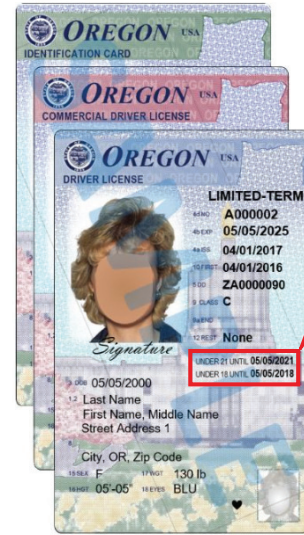 OREGON USA
IDENTIFICATION CARD
OREGON USA
COMMERCIAL DRIVER LICENSE
OREGON USA
DRIVER LICENSE
LIMITED-TERM
A000002
4b EXP 05/05/2025
4a ISS 04/01/2017
10 FIRST 04/01/2016
5 DD ZA0000090
9 CLASS C
9a END
12 REST None
UNDER 21 UNTIL 05/05/2021
UNDER 18 UNTIL 05/05/2018
Signature
3 DOB 05/05/2000
1,2 Last Name
First Name, Middle Name
Street Address 1
City, OR, Zip Code
15 SEX F 17 WGT 130 lb
16 HGT 05'-05" 18 EYES BLU